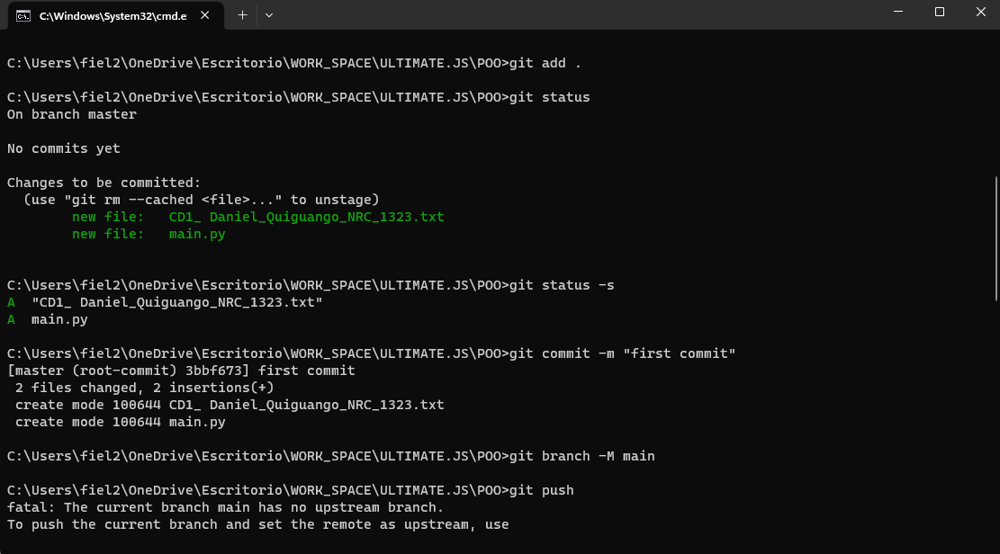 C:\Windows\System32\cmd.e
C:\Users\fiel2\OneDrive\Escritorio\WORK_SPACE\ULTIMATE.JS\POO>git add .
C:\Users\fiel2\OneDrive\Escritorio\WORK_SPACE\ULTIMATE.JS\POO>git status
On branch master
No commits yet
Changes to be committed:
  (use "git rm --cached <file>..." to unstage)
        new file:   CD1_ Daniel_Quiguango_NRC_1323.txt
        new file:   main.py
C:\Users\fiel2\OneDrive\Escritorio\WORK_SPACE\ULTIMATE.JS\POO>git status -s
A  "CD1_ Daniel_Quiguango_NRC_1323.txt"
A  main.py
C:\Users\fiel2\OneDrive\Escritorio\WORK_SPACE\ULTIMATE.JS\POO>git commit -m "first commit"
[master (root-commit) 3bbf673] first commit
 2 files changed, 2 insertions(+)
 create mode 100644 CD1_ Daniel_Quiguango_NRC_1323.txt
 create mode 100644 main.py
C:\Users\fiel2\OneDrive\Escritorio\WORK_SPACE\ULTIMATE.JS\POO>git branch -M main
C:\Users\fiel2\OneDrive\Escritorio\WORK_SPACE\ULTIMATE.JS\POO>git push
fatal: The current branch main has no upstream branch.
To push the current branch and set the remote as upstream, use